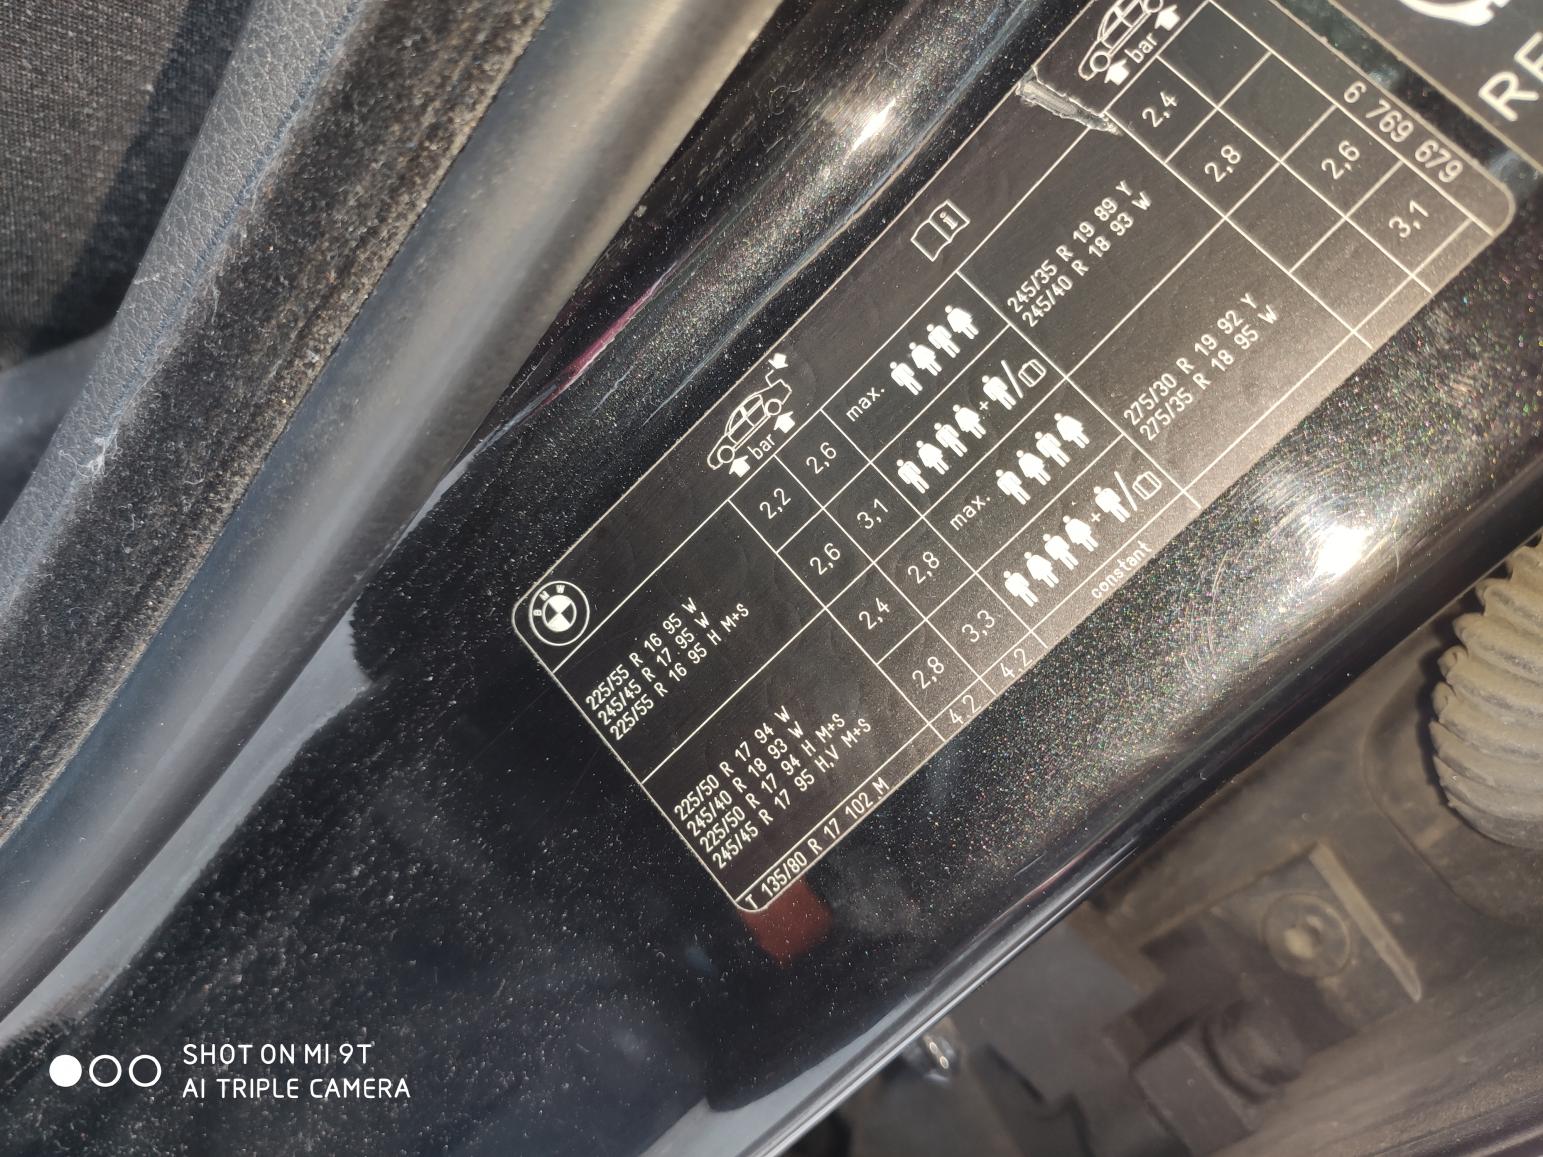 BMW
bar
225/55 R 16 95 W
245/45 R 17 95 W
225/55 R 16 95 H M+S
2,2
2,6
2,6
3,1
max.
+
/
225/50 R 17 94 W
245/40 R 18 93 W
225/50 R 17 94 H M+S
245/45 R 17 95 H,V M+S
2,4
2,8
2,8
3,3
max.
+
/
T 135/80 R 17 102 M
4,2
4,2
constant
i
bar
245/35 R 19 89 Y
245/40 R 18 93 W
2,4
2,8
275/30 R 19 92 Y
275/35 R 18 95 W
2,6
3,1
6 769 679
SHOT ON MI 9T
AI TRIPLE CAMERA